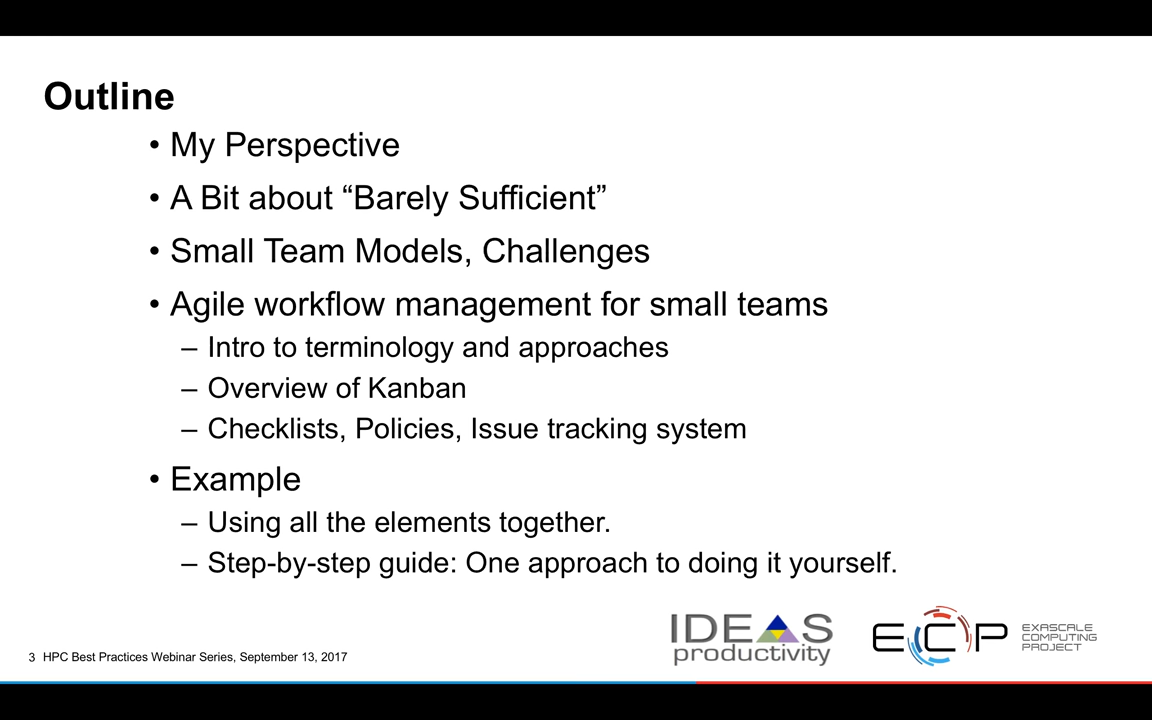 Outline
• My Perspective
• A Bit about “Barely Sufficient”
• Small Team Models, Challenges
• Agile workflow management for small teams
– Intro to terminology and approaches
– Overview of Kanban
– Checklists, Policies, Issue tracking system
• Example
– Using all the elements together.
– Step-by-step guide: One approach to doing it yourself.
IDEAS
productivity
ECP
EXASCALE
COMPUTING
PROJECT
3 HPC Best Practices Webinar Series, September 13, 2017